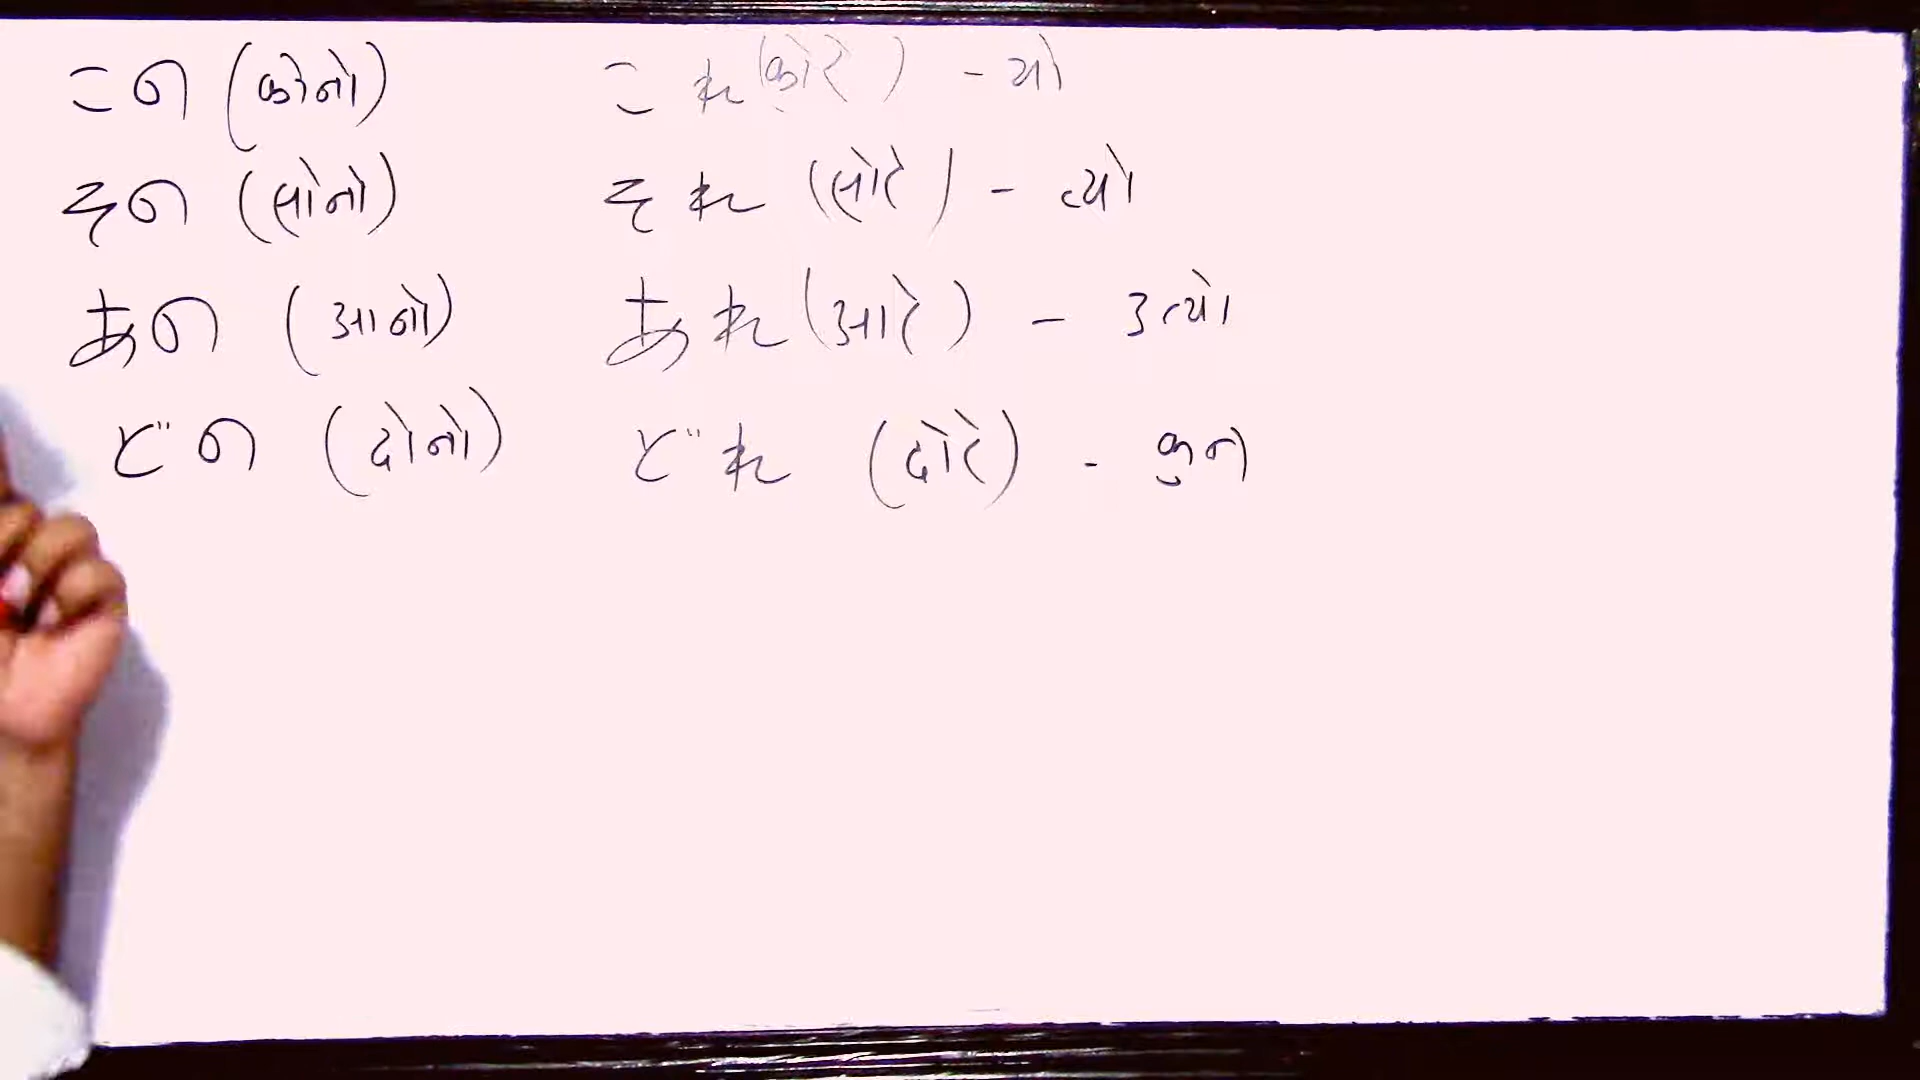 この (कोनो) これ (कोरे) - यो
その (सोनो) それ (सोरे) - त्यो
あの (आनो) あれ (आरे) - उत्यो
どの (दोनो) どれ (दोरे) - कुन